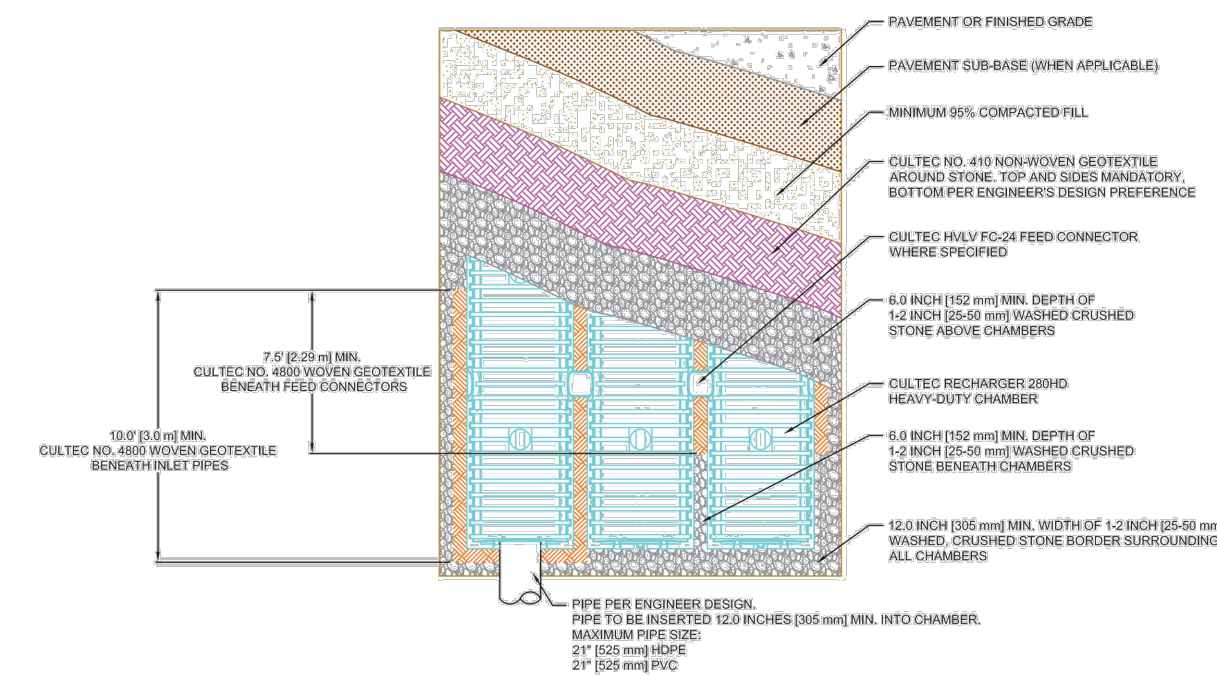 PAVEMENT OR FINISHED GRADE
PAVEMENT SUB-BASE (WHEN APPLICABLE)
MINIMUM 95% COMPACTED FILL
CULTEC NO. 410 NON-WOVEN GEOTEXTILE
AROUND STONE. TOP AND SIDES MANDATORY,
BOTTOM PER ENGINEER'S DESIGN PREFERENCE
CULTEC HVLV FC-24 FEED CONNECTOR
WHERE SPECIFIED
6.0 INCH [152 mm] MIN. DEPTH OF
1-2 INCH [25-50 mm] WASHED CRUSHED
STONE ABOVE CHAMBERS
7.5' [2.29 m] MIN.
CULTEC NO. 4800 WOVEN GEOTEXTILE
BENEATH FEED CONNECTORS
CULTEC RECHARGER 280HD
HEAVY-DUTY CHAMBER
10.0' [3.0 m] MIN.
CULTEC NO. 4800 WOVEN GEOTEXTILE
BENEATH INLET PIPES
6.0 INCH [152 mm] MIN. DEPTH OF
1-2 INCH [25-50 mm] WASHED CRUSHED
STONE BENEATH CHAMBERS
12.0 INCH [305 mm] MIN. WIDTH OF 1-2 INCH [25-50 mm
WASHED, CRUSHED STONE BORDER SURROUNDING
ALL CHAMBERS
PIPE PER ENGINEER DESIGN.
PIPE TO BE INSERTED 12.0 INCHES [305 mm] MIN. INTO CHAMBER.
MAXIMUM PIPE SIZE:
21" [525 mm] HDPE
21" [525 mm] PVC